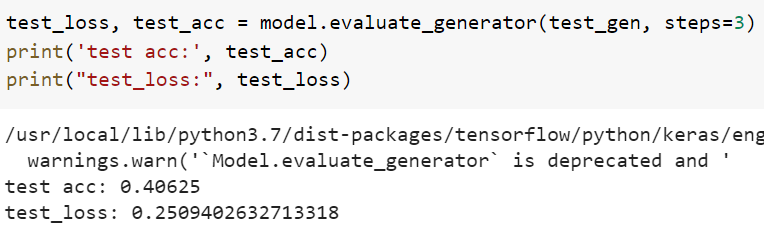 test_loss, test_acc = model.evaluate_generator(test_gen, steps=3)
print('test acc:', test_acc)
print("test_loss:", test_loss)
/usr/local/lib/python3.7/dist-packages/tensorflow/python/keras/eng
  warnings.warn('`Model.evaluate_generator` is deprecated and '
test acc: 0.40625
test_loss: 0.2509402632713318